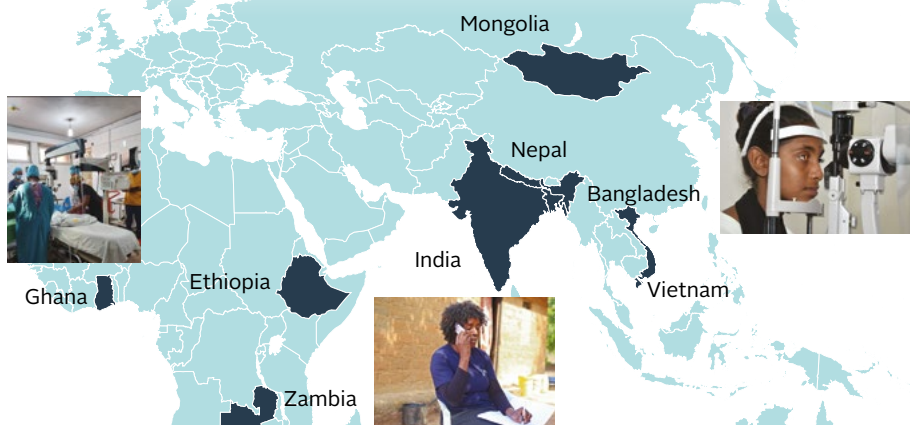 Mongolia
Nepal
Bangladesh
India
Ethiopia
Ghana
Vietnam
Zambia